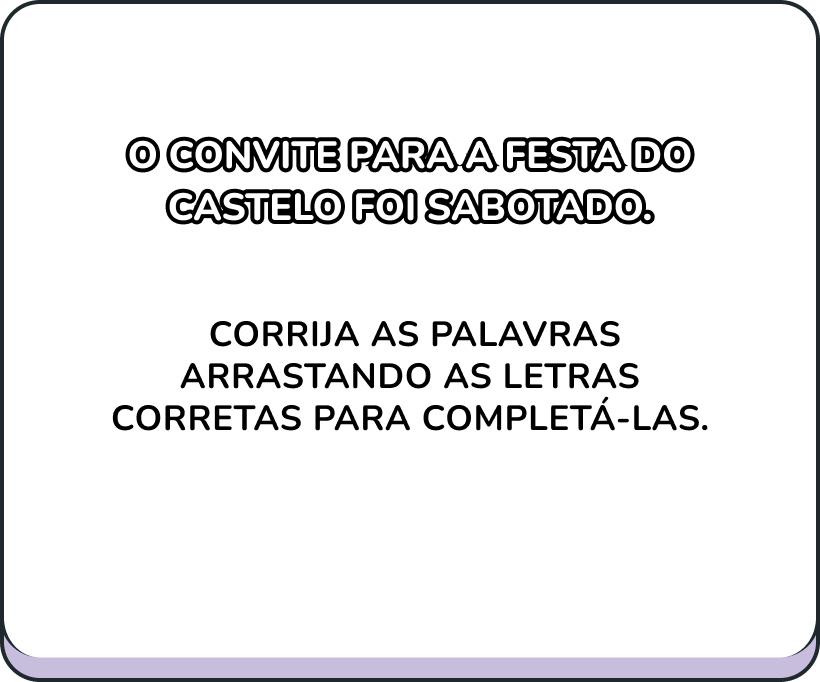 O CONVITE PARA A FESTA DO
CASTELO FOI SABOTADO.
CORRIJA AS PALAVRAS
ARRASTANDO AS LETRAS
CORRETAS PARA COMPLETÁ-LAS.